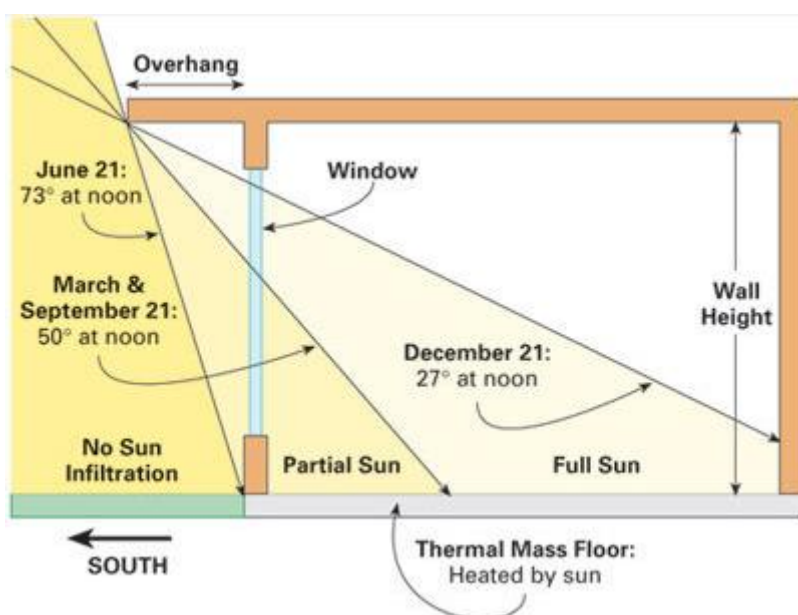 Overhang
June 21:
73° at noon
Window
March &
September 21:
50° at noon
Wall
Height
December 21:
27° at noon
No Sun
Infiltration
Partial Sun
Full Sun
SOUTH
Thermal Mass Floor:
Heated by sun